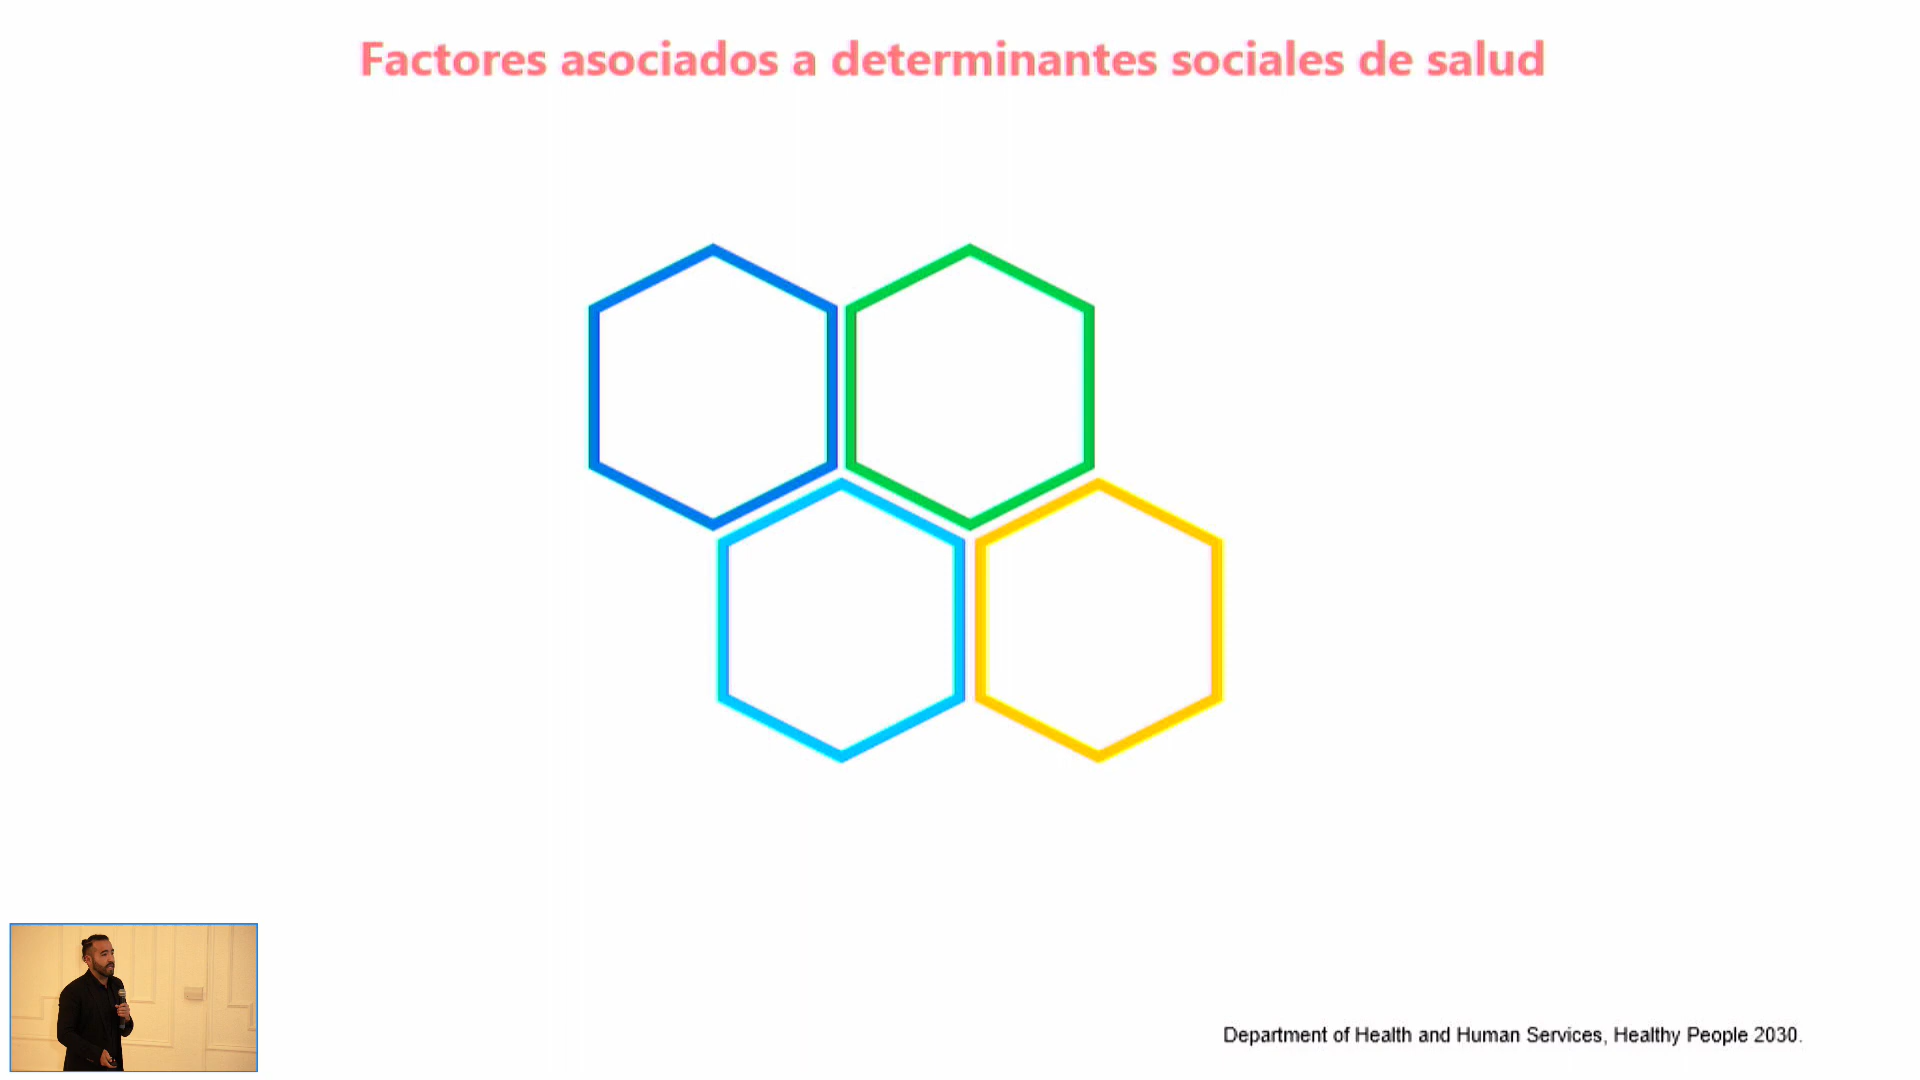 Factores asociados a determinantes sociales de salud
Department of Health and Human Services, Healthy People 2030.